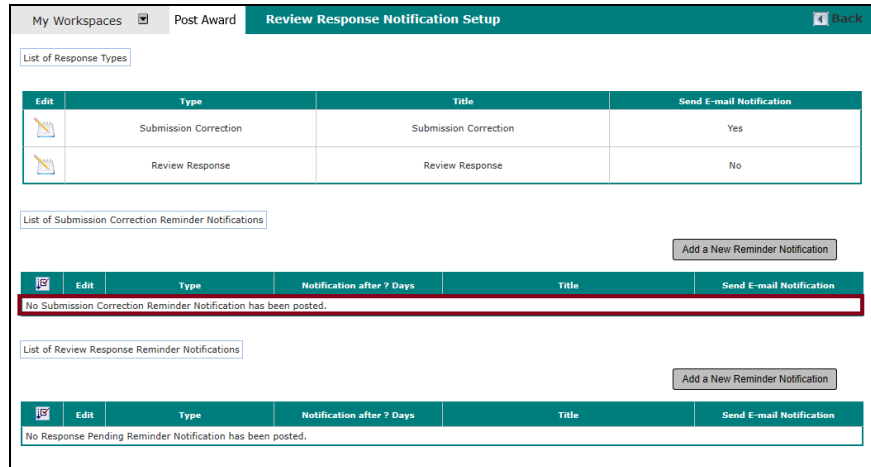 My Workspaces Post Award Review Response Notification Setup Back
List of Response Types
Edit Type Title Send E-mail Notification
Submission Correction Submission Correction Yes
Review Response Review Response No
List of Submission Correction Reminder Notifications
Add a New Reminder Notification
Edit Type Notification after ? Days Title Send E-mail Notification
No Submission Correction Reminder Notification has been posted.
List of Review Response Reminder Notifications
Add a New Reminder Notification
Edit Type Notification after ? Days Title Send E-mail Notification
No Response Pending Reminder Notification has been posted.